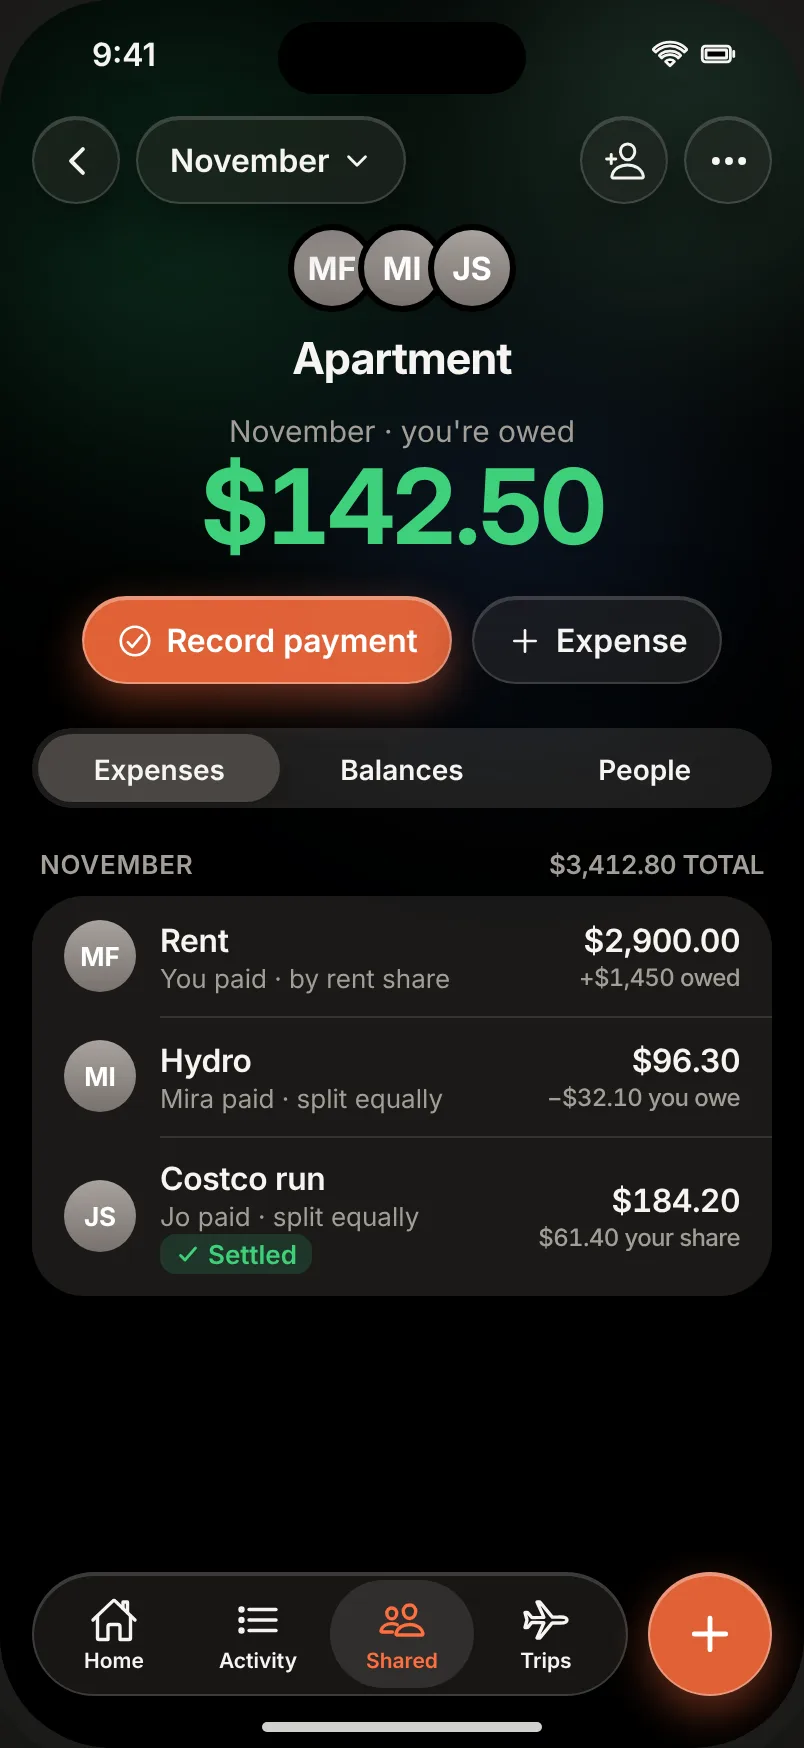 9:41
November
MF MI JS
Apartment
November · you're owed
$142.50
Record payment
Expense
Expenses Balances People
NOVEMBER $3,412.80 TOTAL
MF Rent $2,900.00
You paid · by rent share +$1,450 owed
MI Hydro $96.30
Mira paid · split equally −$32.10 you owe
Costco run
JS Jo paid · split equally $184.20
$61.40 your share
Settled
Home Activity Shared Trips